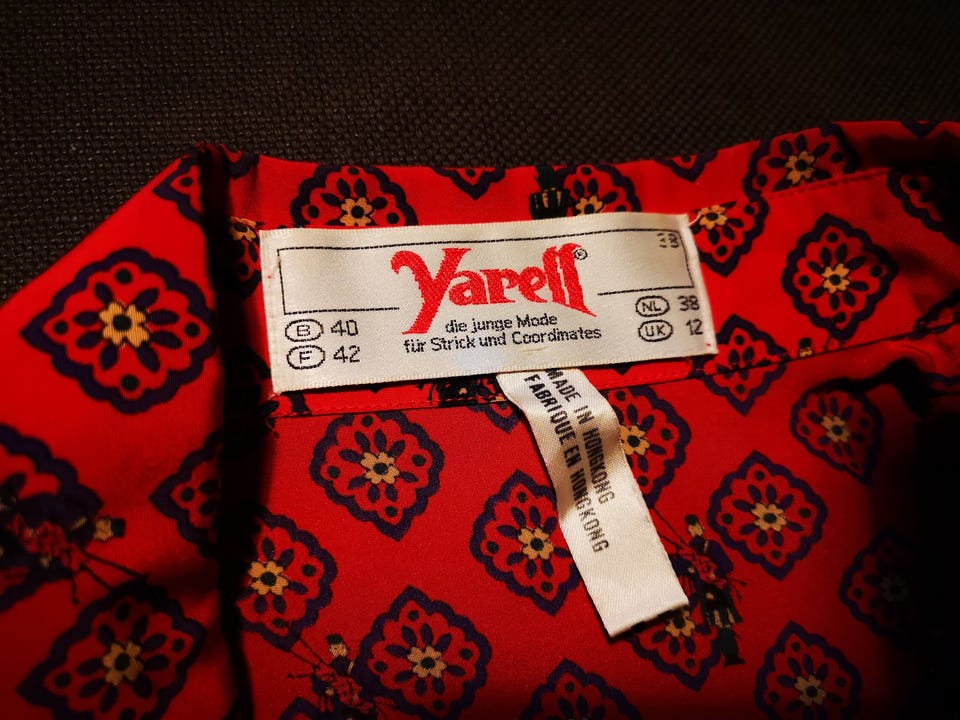 38
Yarell®
B 40
F 42
die junge Mode
für Strick und Coordinates
NL 38
UK 12
MADE IN HONGKONG
FABRIQUE EN HONGKONG